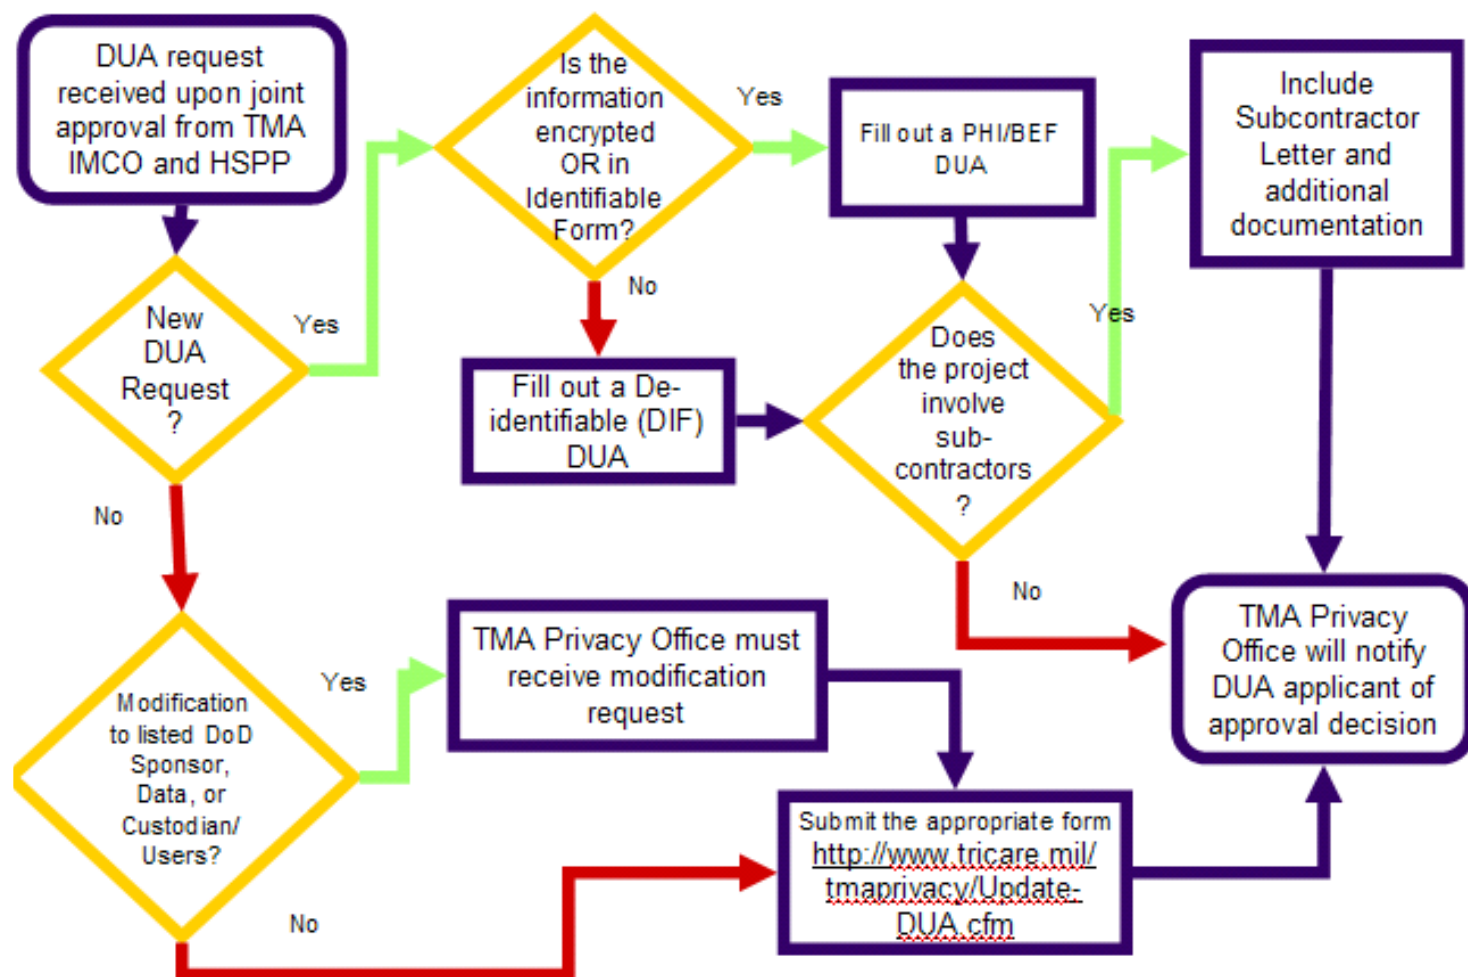 DUA request
received upon joint
approval from TMA
IMCO and HSPP
New
DUA
Request
?
Yes
No
Is the
information
encrypted
OR in
Identifiable
Form?
Yes
No
Fill out a PHI/BEF
DUA
Include
Subcontractor
Letter and
additional
documentation
Fill out a De-
identifiable (DIF)
DUA
Does
the project
involve
sub-
contractors
?
Yes
No
Modification
to listed DoD
Sponsor,
Data, or
Custodian/
Users?
Yes
No
TMA Privacy Office must
receive modification
request
Submit the appropriate form
http://www.tricare.mil/
tmaprivacy/Update-
DUA.cfm
TMA Privacy
Office will notify
DUA applicant of
approval decision